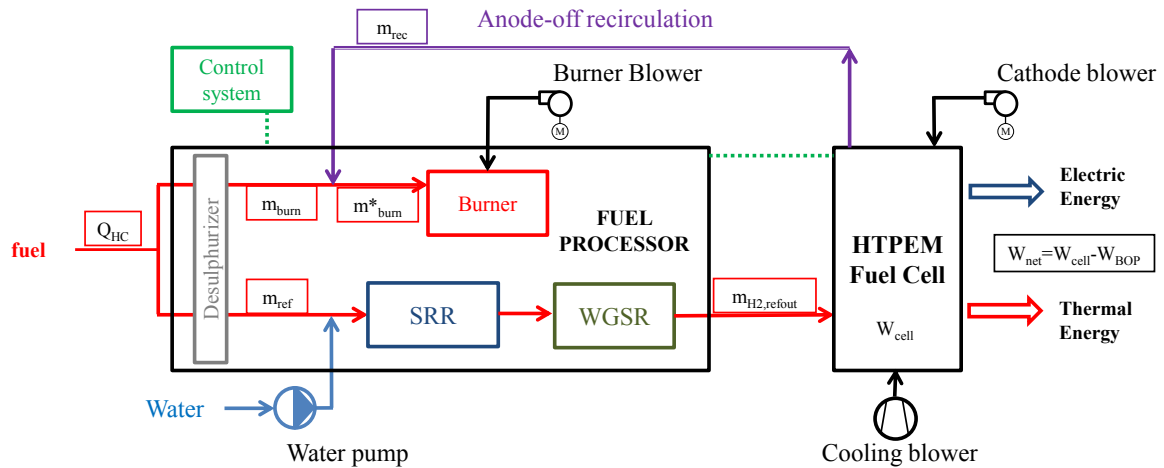 Anode-off recirculation
m_rec
Control
system
Burner Blower
M
Cathode blower
M
Desulphurizer
m_burn
m*_burn
Burner
FUEL
PROCESSOR
Q_HC
fuel
m_ref
SRR
WGSR
m_H2,refout
HTPEM
Fuel Cell
W_cell
Electric
Energy
W_net=W_cell-W_BOP
Thermal
Energy
Water
Water pump
Cooling blower